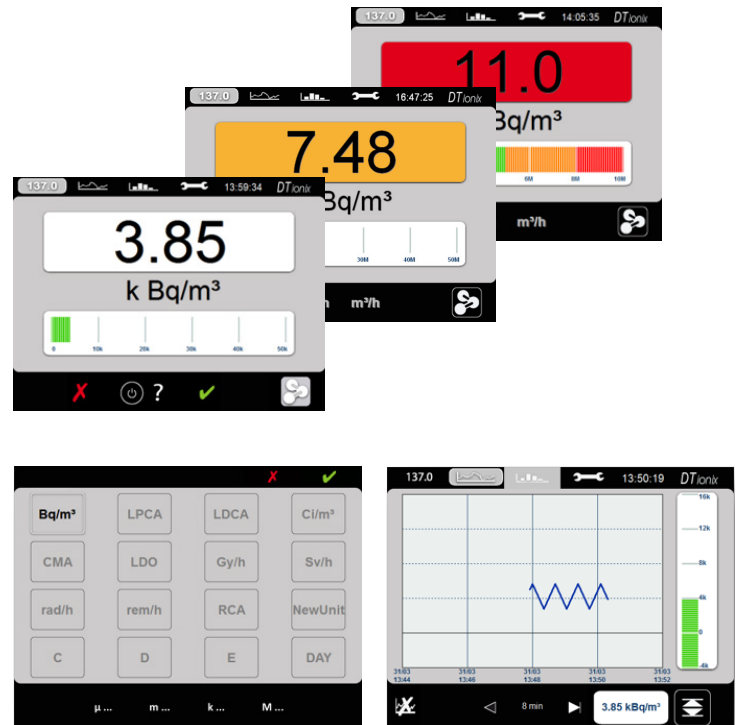 137.0 14:05:35 DTionix
11.0
Bq/m³
6M 8M 10M
m³/h
137.0 16:47:25 DTionix
7.48
Bq/m³
30M 40M 50M
m³/h
137.0 13:59:34 DTionix
3.85
k Bq/m³
0 10k 20k 30k 40k 50k
✗ ? ✔
✗ ✔
Bq/m³ LPCA LDCA Ci/m³
CMA LDO Gy/h Sv/h
rad/h rem/h RCA NewUnit
C D E DAY
µ ... m ... k ... M ...
137.0 13:50:19 DTionix
16k
12k
8k
4k
0
-4k
31/03 31/03 31/03 31/03 31/03
13:44 13:46 13:48 13:50 13:52
8 min 3.85 kBq/m³